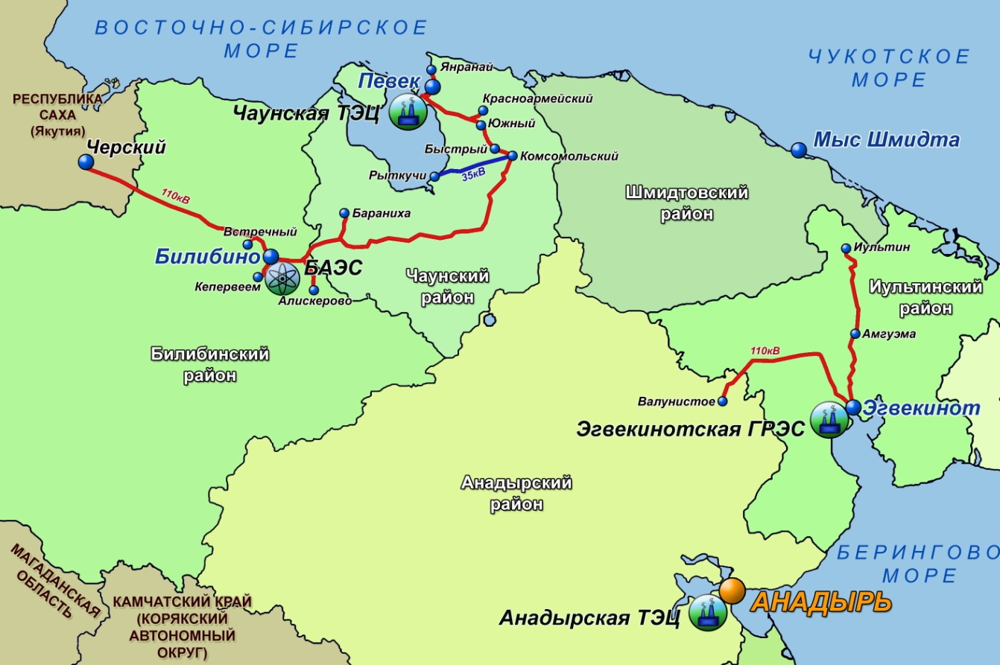 ВОСТОЧНО-СИБИРСКОЕ
МОРЕ
ЧУКОТСКОЕ
МОРЕ
Янранай
Певек
РЕСПУБЛИКА
САХА
(Якутия)
Красноармейский
Чаунская ТЭЦ
Южный
Черский
Мыс Шмидта
Быстрый
Комсомольский
Рыткучи
35кВ
110кВ
Шмидтовский
район
Бараниха
Встречный
Иультин
Билибино
БАЭС
Кепервеем
Чаунский
район
Иультинский
район
Алискерово
Амгуэма
Билибинский
район
110кВ
Валунистое
Эгвекинот
Эгвекинотская ГРЭС
Анадырский
район
МАГАДАНСКАЯ
ОБЛАСТЬ
БЕРИНГОВО
МОРЕ
КАМЧАТСКИЙ КРАЙ
(КОРЯКСКИЙ
АВТОНОМНЫЙ
ОКРУГ)
АНАДЫРЬ
Анадырская ТЭЦ